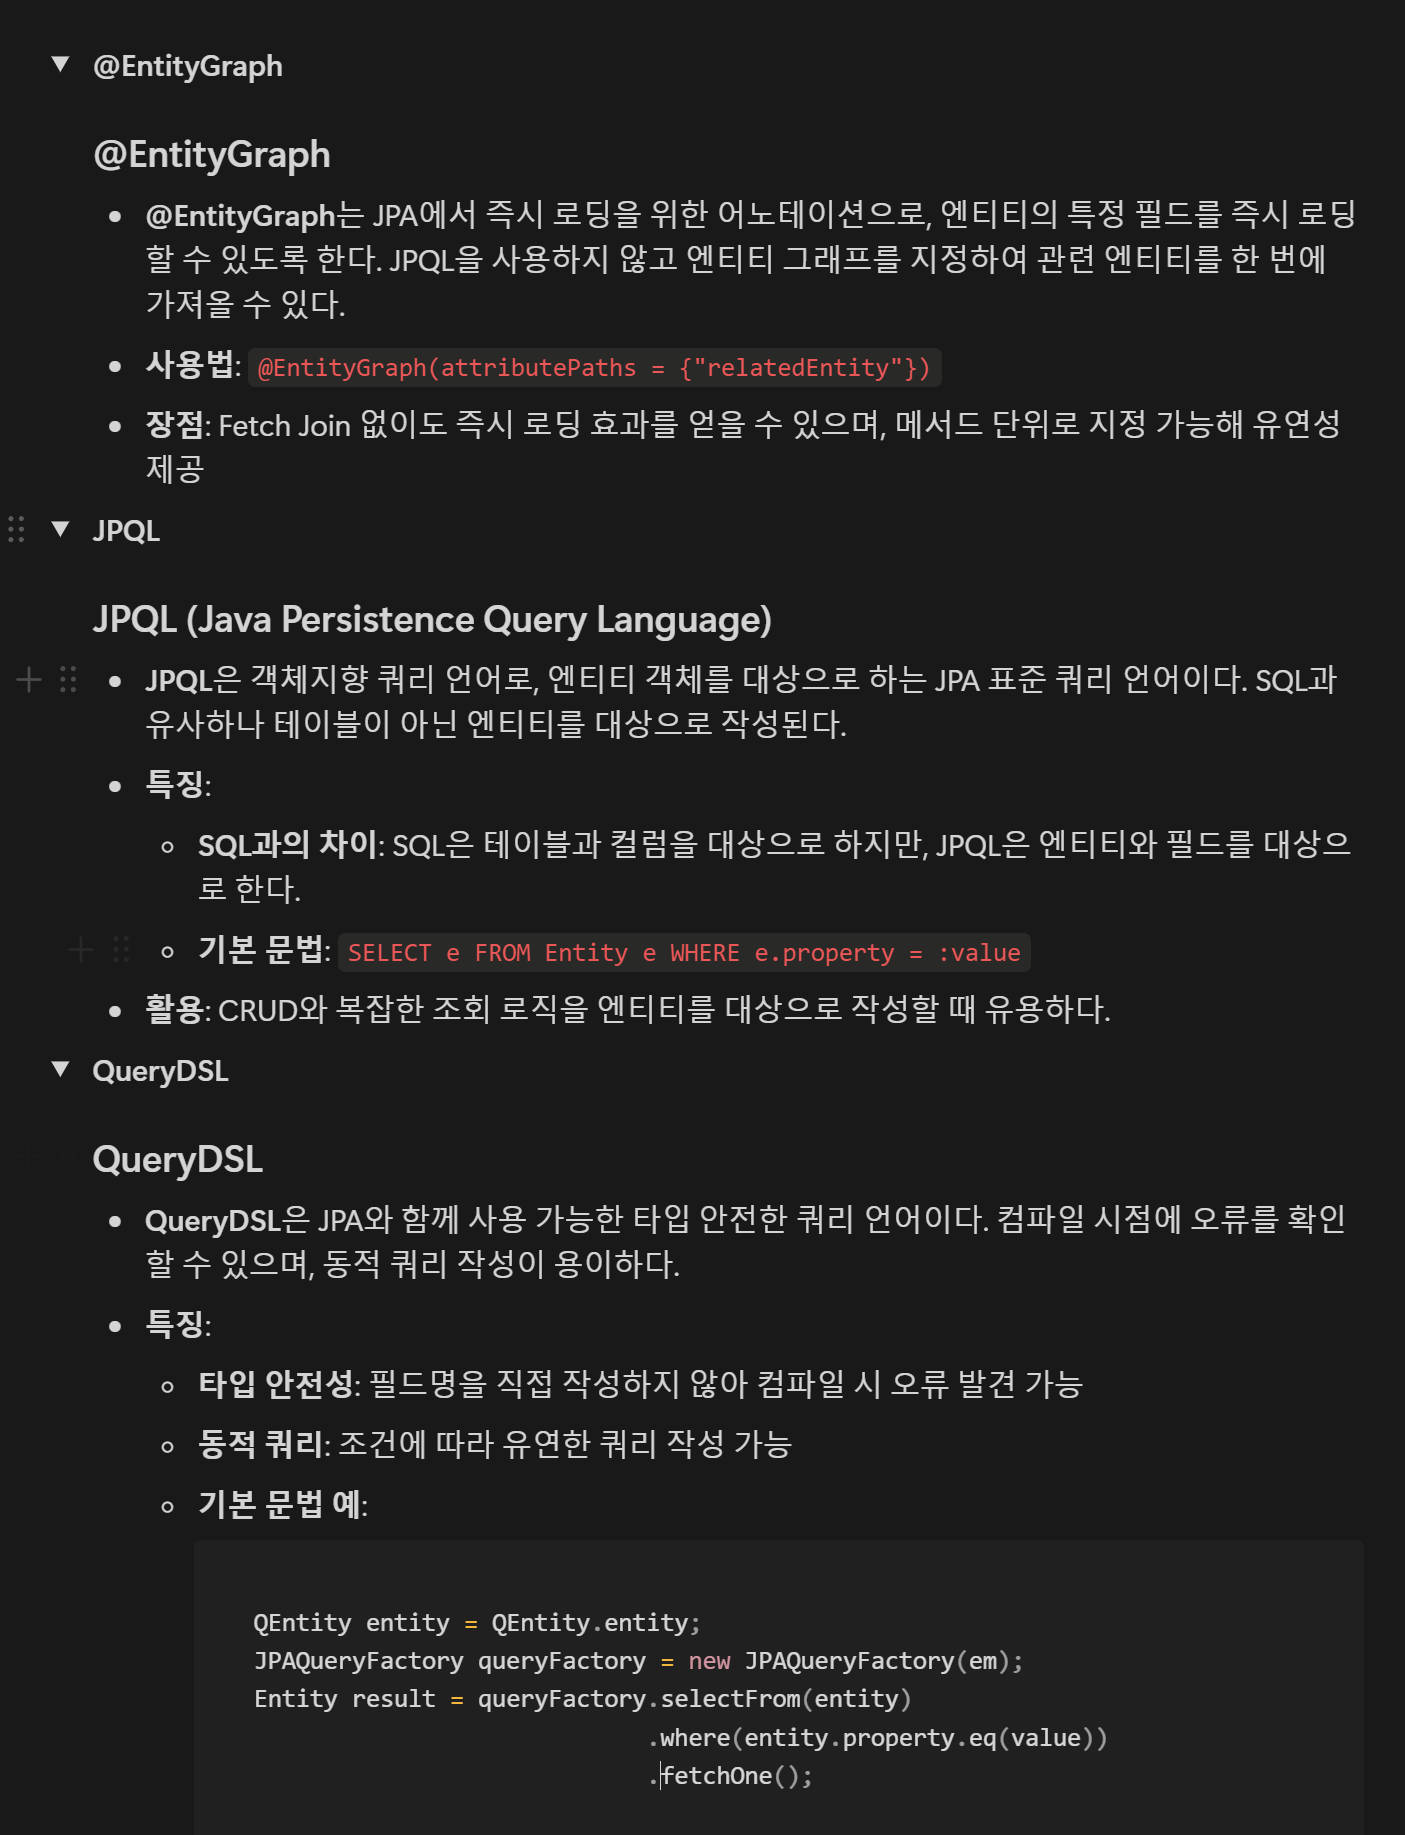 @EntityGraph
@EntityGraph
@EntityGraph는 JPA에서 즉시 로딩을 위한 어노테이션으로, 엔티티의 특정 필드를 즉시 로딩
할 수 있도록 한다. JPQL을 사용하지 않고 엔티티 그래프를 지정하여 관련 엔티티를 한 번에
가져올 수 있다.
사용법: @EntityGraph(attributePaths = {"relatedEntity"})
장점: Fetch Join 없이도 즉시 로딩 효과를 얻을 수 있으며, 메서드 단위로 지정 가능해 유연성
제공
JPQL
JPQL (Java Persistence Query Language)
JPQL은 객체지향 쿼리 언어로, 엔티티 객체를 대상으로 하는 JPA 표준 쿼리 언어이다. SQL과
유사하나 테이블이 아닌 엔티티를 대상으로 작성된다.
특징:
SQL과의 차이: SQL은 테이블과 컬럼을 대상으로 하지만, JPQL은 엔티티와 필드를 대상으
로 한다.
기본 문법: SELECT e FROM Entity e WHERE e.property = :value
활용: CRUD와 복잡한 조회 로직을 엔티티를 대상으로 작성할 때 유용하다.
QueryDSL
QueryDSL
QueryDSL은 JPA와 함께 사용 가능한 타입 안전한 쿼리 언어이다. 컴파일 시점에 오류를 확인
할 수 있으며, 동적 쿼리 작성이 용이하다.
특징:
타입 안전성: 필드명을 직접 작성하지 않아 컴파일 시 오류 발견 가능
동적 쿼리: 조건에 따라 유연한 쿼리 작성 가능
기본 문법 예:
QEntity entity = QEntity.entity;
JPAQueryFactory queryFactory = new JPAQueryFactory(em);
Entity result = queryFactory.selectFrom(entity)
.where(entity.property.eq(value))
.fetchOne();